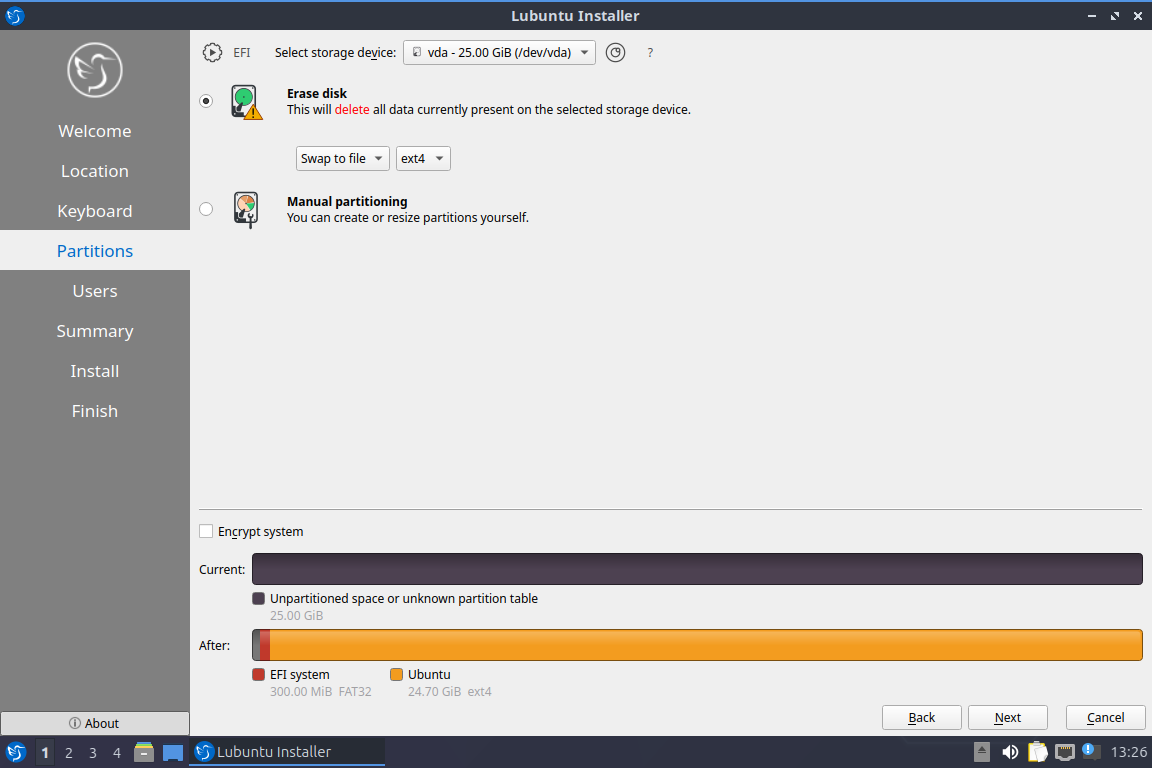 Lubuntu Installer
Welcome
Location
Keyboard
Partitions
Users
Summary
Install
Finish
About
EFI Select storage device: vda - 25.00 GiB (/dev/vda) ?
Erase disk
This will delete all data currently present on the selected storage device.
Swap to file ext4
Manual partitioning
You can create or resize partitions yourself.
Encrypt system
Current:
Unpartitioned space or unknown partition table
25.00 GiB
After:
EFI system Ubuntu
300.00 MiB FAT32 24.70 GiB ext4
Back Next Cancel
1 2 3 4 Lubuntu Installer 13:26